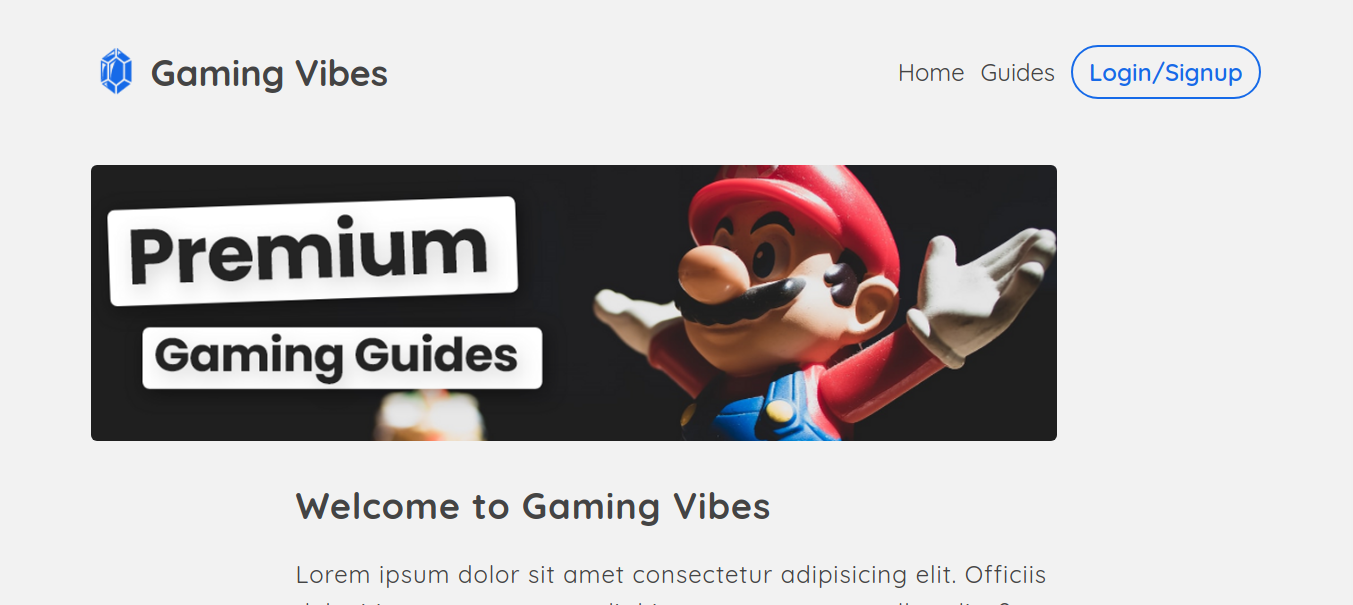 Gaming Vibes
Home Guides Login/Signup
Premium
Gaming Guides
Welcome to Gaming Vibes
Lorem ipsum dolor sit amet consectetur adipisicing elit. Officiis